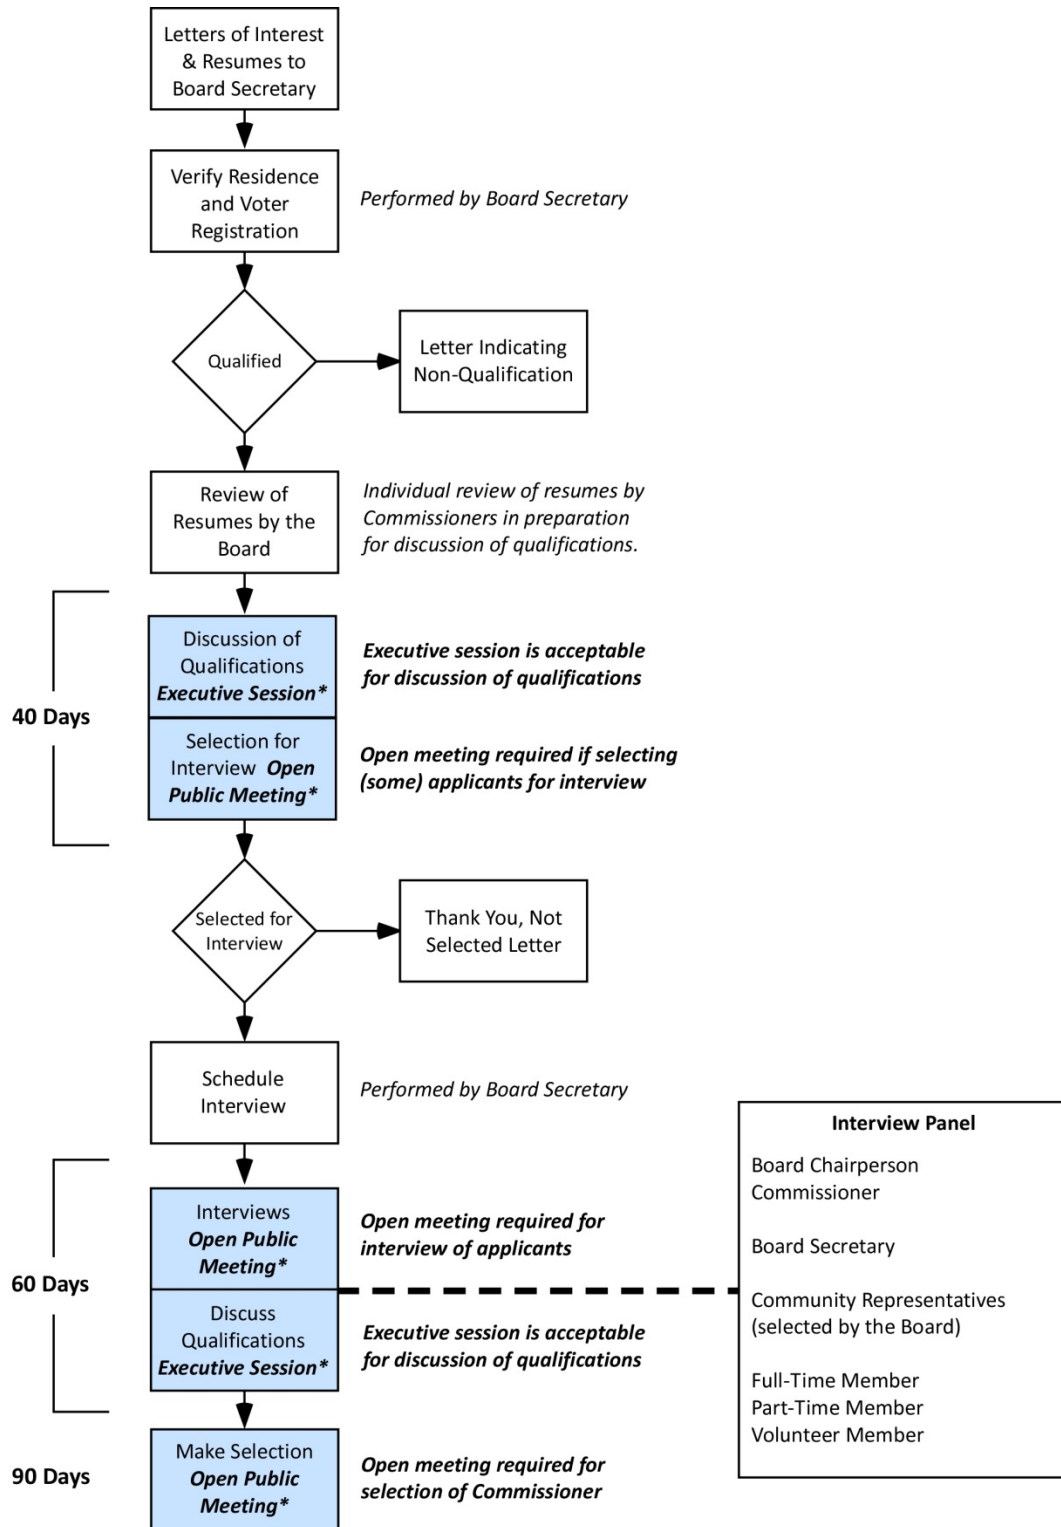 Letters of Interest
& Resumes to
Board Secretary
Verify Residence
and Voter
Registration
Performed by Board Secretary
Qualified
Letter Indicating
Non-Qualification
Review of
Resumes by the
Board
Individual review of resumes by
Commissioners in preparation
for discussion of qualifications.
40 Days
Discussion of
Qualifications
Executive Session*
Executive session is acceptable
for discussion of qualifications
Selection for
Interview Open
Public Meeting*
Open meeting required if selecting
(some) applicants for interview
Selected for
Interview
Thank You, Not
Selected Letter
Schedule
Interview
Performed by Board Secretary
60 Days
Interviews
Open Public
Meeting*
Open meeting required for
interview of applicants
Discuss
Qualifications
Executive Session*
Executive session is acceptable
for discussion of qualifications
Interview Panel
Board Chairperson
Commissioner
Board Secretary
Community Representatives
(selected by the Board)
Full-Time Member
Part-Time Member
Volunteer Member
90 Days
Make Selection
Open Public
Meeting*
Open meeting required for
selection of Commissioner